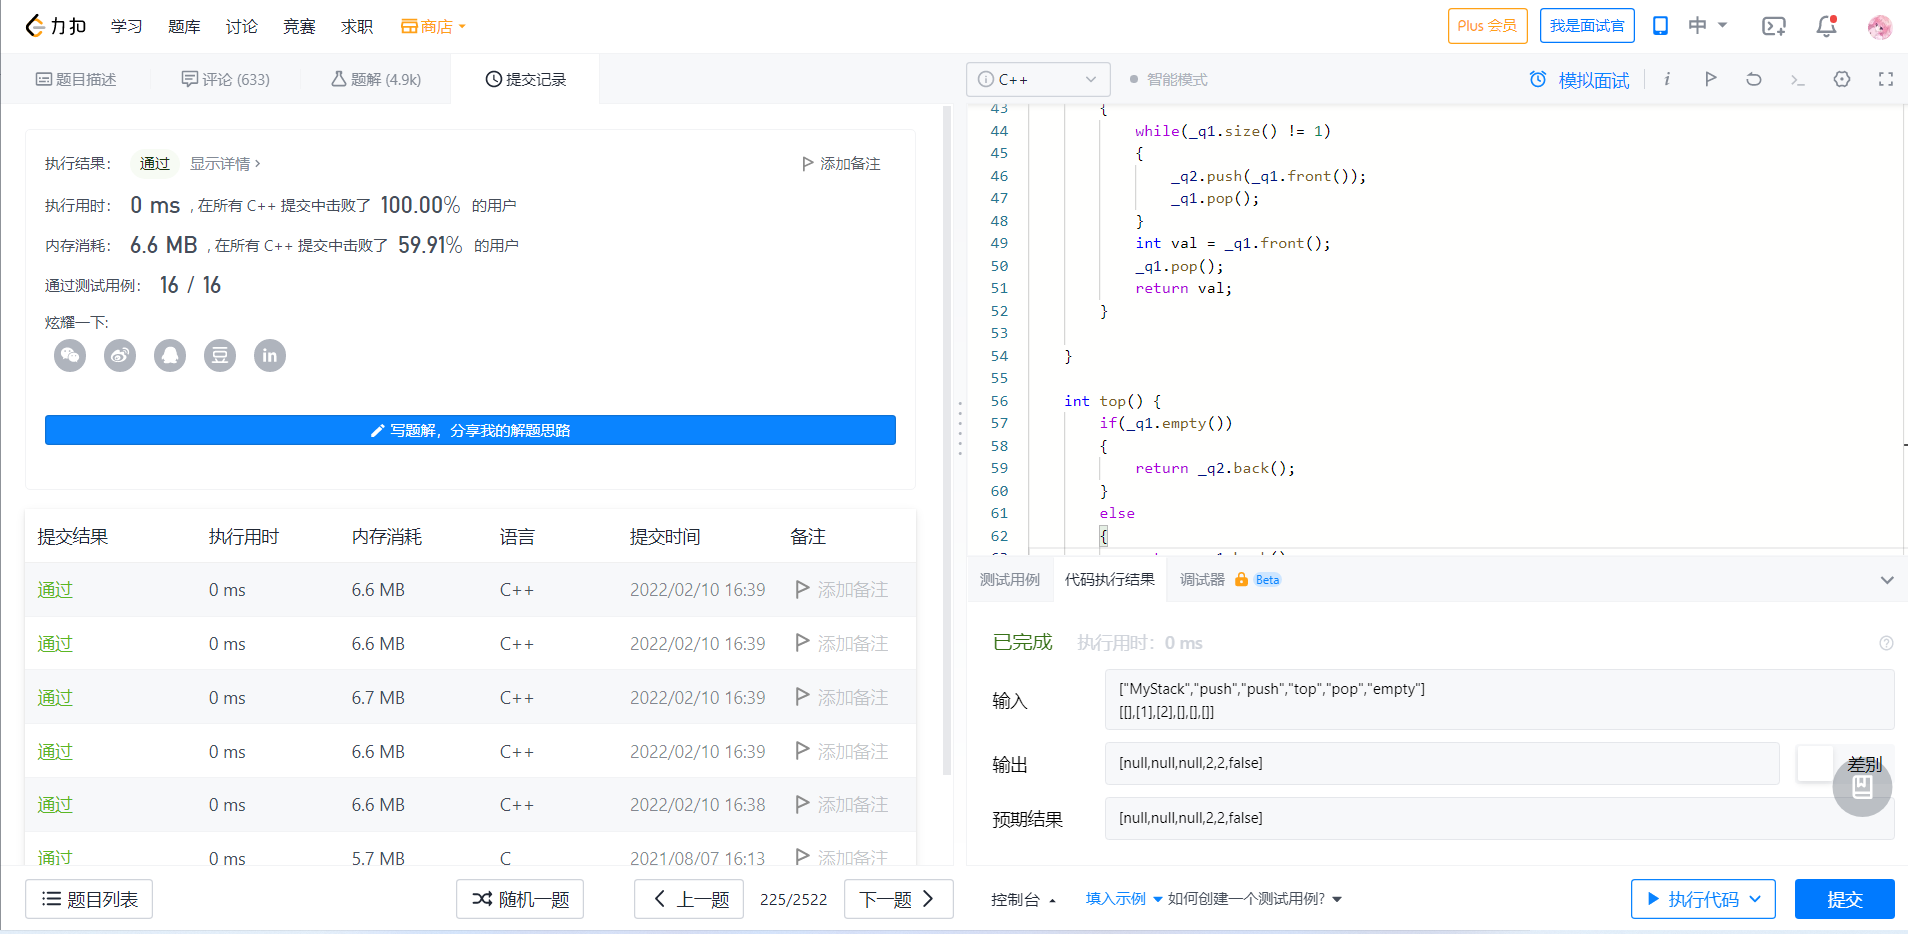 力扣 学习 题库 讨论 竞赛 求职 商店 Plus 会员 我是面试官 中
题目描述 评论 (633) 题解 (4.9k) 提交记录
执行结果： 通过 显示详情 › 添加备注
执行用时： 0 ms , 在所有 C++ 提交中击败了 100.00% 的用户
内存消耗： 6.6 MB , 在所有 C++ 提交中击败了 59.91% 的用户
通过测试用例： 16 / 16
炫耀一下:
豆 in
写题解，分享我的解题思路
提交结果 执行用时 内存消耗 语言 提交时间 备注
通过 0 ms 6.6 MB C++ 2022/02/10 16:39 添加备注
通过 0 ms 6.6 MB C++ 2022/02/10 16:39 添加备注
通过 0 ms 6.7 MB C++ 2022/02/10 16:39 添加备注
通过 0 ms 6.6 MB C++ 2022/02/10 16:39 添加备注
通过 0 ms 6.6 MB C++ 2022/02/10 16:38 添加备注
通过 0 ms 5.7 MB C 2021/08/07 16:13 添加备注
题目列表 随机一题 上一题 225/2522 下一题
C++ 智能模式 模拟面试 i
43 {
44 while(_q1.size() != 1)
45 {
46 _q2.push(_q1.front());
47 _q1.pop();
48 }
49 int val = _q1.front();
50 _q1.pop();
51 return val;
52 }
53
54 }
55
56 int top() {
57 if(_q1.empty())
58 {
59 return _q2.back();
60 }
61 else
62 {
测试用例 代码执行结果 调试器 Beta
已完成 执行用时： 0 ms
输入
["MyStack","push","push","top","pop","empty"]
[[],[1],[2],[],[],[]]
输出 [null,null,null,2,2,false] 差别
预期结果 [null,null,null,2,2,false]
控制台 填入示例 如何创建一个测试用例? 执行代码 提交